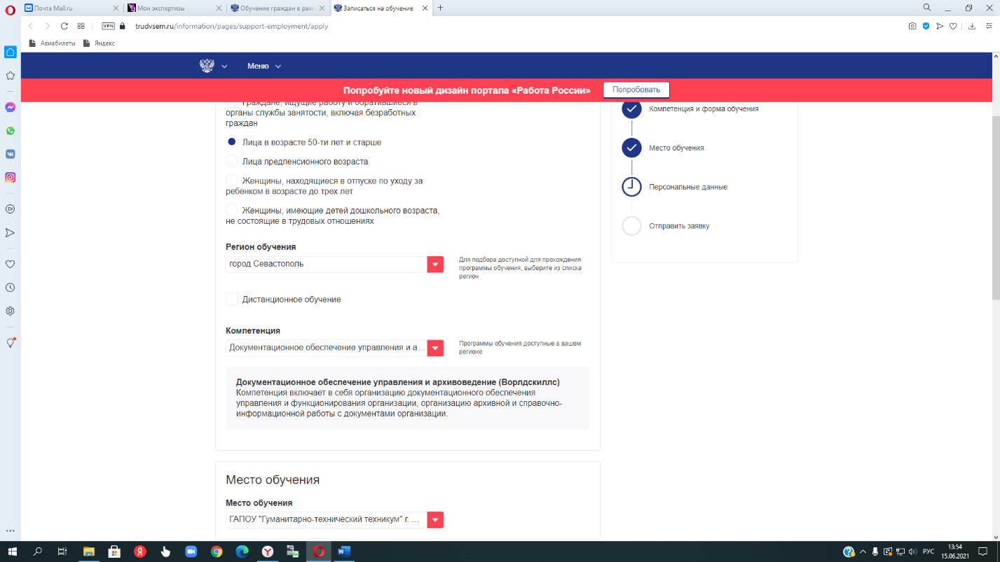 Почта Mail.ru
Мои экспертизы
Обучение граждан в рам
Записаться на обучение
VPN
trudvsem.ru/information/pages/support-employment/apply
Авиабилеты
Яндекс
Меню
Попробуйте новый дизайн портала «Работа России»
Попробовать
Граждане, ищущие работу и обратившиеся в
органы службы занятости, включая безработных
граждан
Лица в возрасте 50-ти лет и старше
Лица предпенсионного возраста
Женщины, находящиеся в отпуске по уходу за
ребенком в возрасте до трех лет
Женщины, имеющие детей дошкольного возраста,
не состоящие в трудовых отношениях
Регион обучения
город Севастополь
Для подбора доступной для прохождения
программы обучения, выберите из списка
регион
Дистанционное обучение
Компетенция
Документационное обеспечение управления и а...
Программы обучения доступные в вашем
регионе
Документационное обеспечение управления и архивоведение (Ворлдскиллс)
Компетенция включает в себя организацию документационного обеспечения
управления и функционирования организации, организацию архивной и справочно-
информационной работы с документами организации.
Место обучения
Место обучения
ГАПОУ "Гуманитарно-технический техникум" г. ...
Компетенция и форма обучения
Место обучения
Персональные данные
Отправить заявку
РУС
13:54
15.06.2021